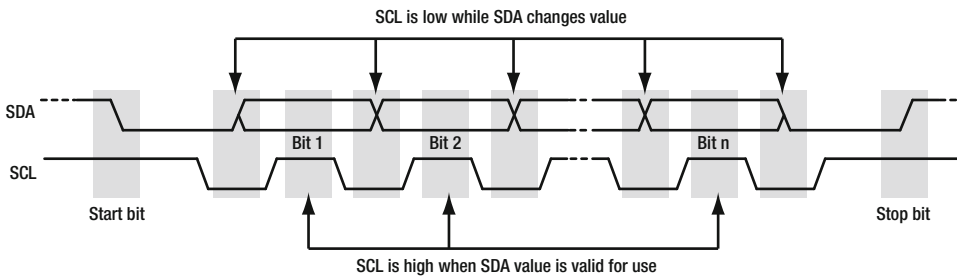 SCL is low while SDA changes value
SDA
Bit 1 Bit 2 Bit n
SCL
Start bit Stop bit
SCL is high when SDA value is valid for use